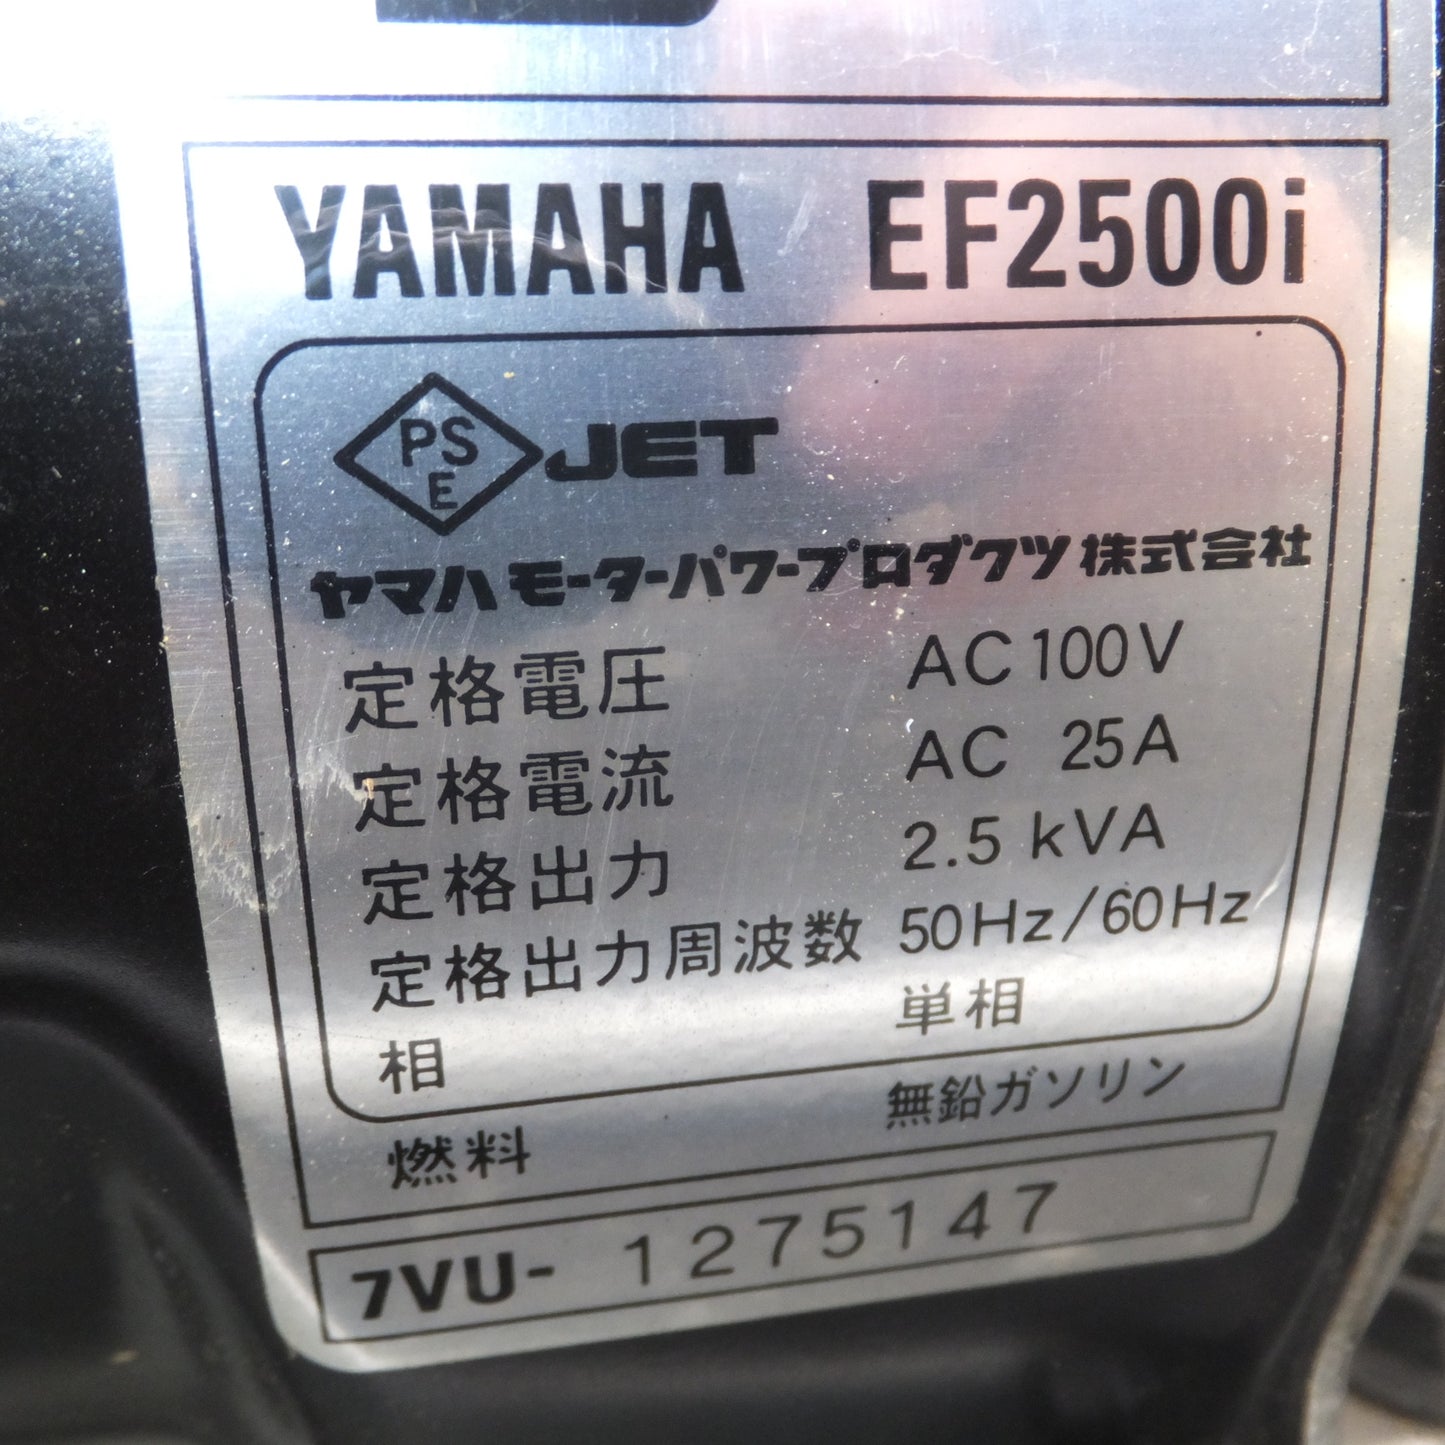 YAMAHA EF2500i
PS
E
JET
ヤマハモーターパワープロダクツ株式会社
定格電圧 AC100V
定格電流 AC 25A
定格出力 2.5kVA
定格出力周波数 50Hz/60Hz
相 単相
燃料 無鉛ガソリン
7VU- 1275147